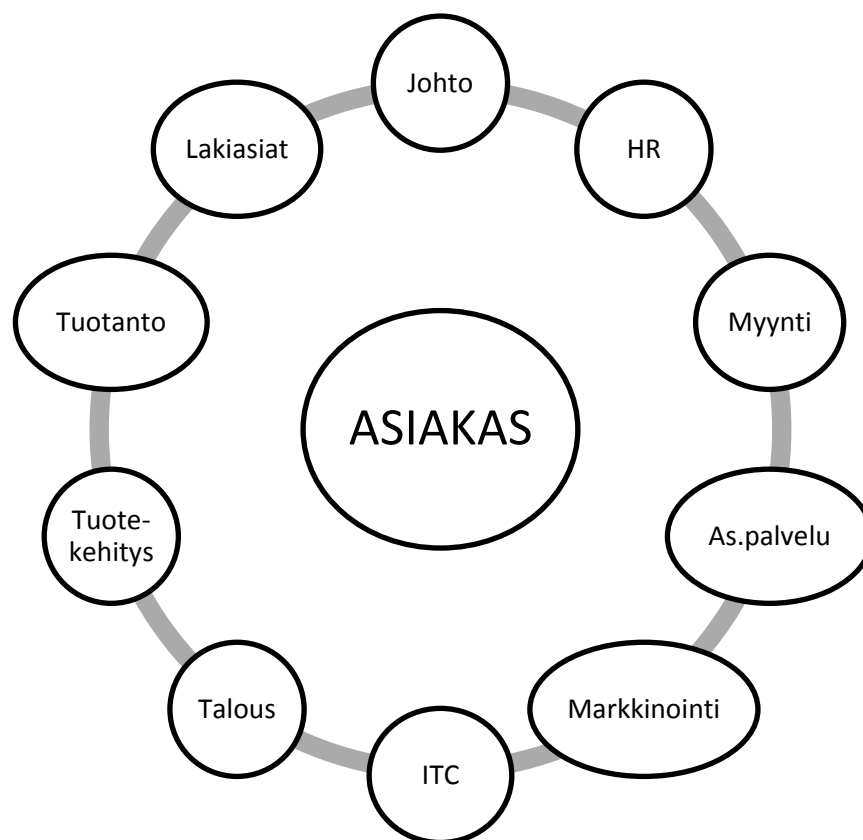 Johto
Lakiasiat
HR
Tuotanto
Myynti
ASIAKAS
Tuote-
kehitys
As.palvelu
Talous
Markkinointi
ITC